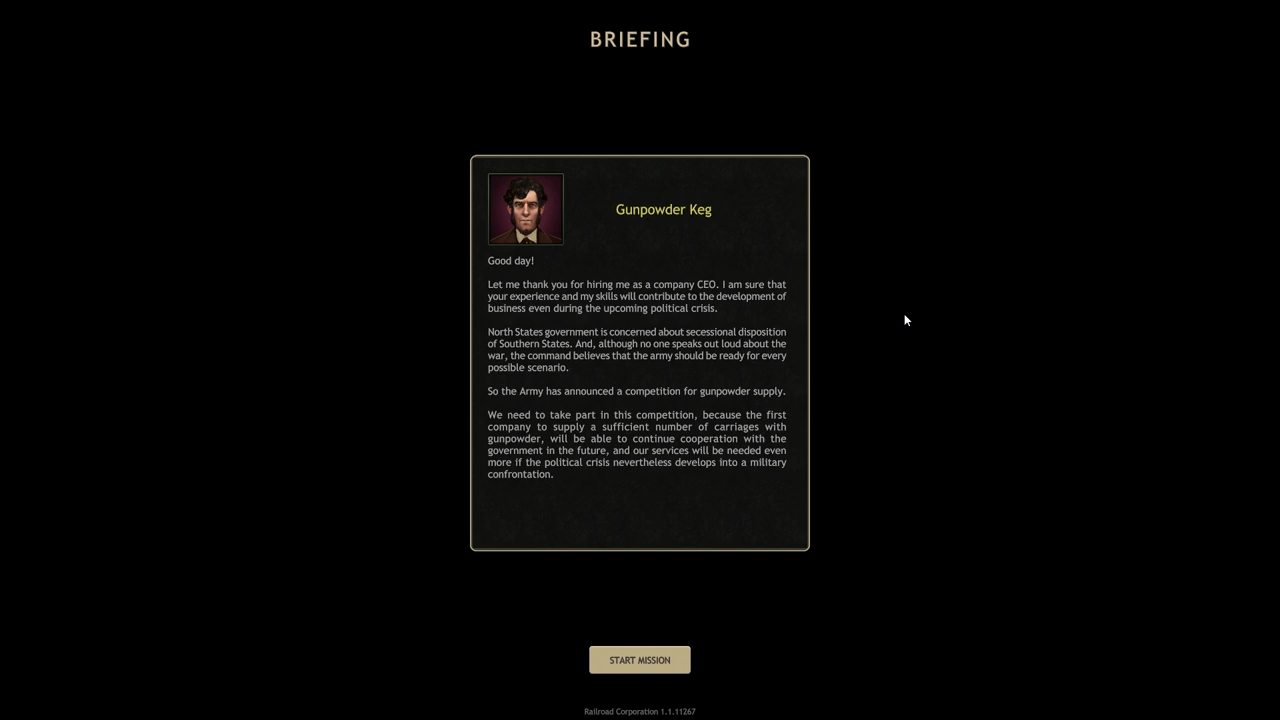 BRIEFING
Gunpowder Keg
Good day!
Let me thank you for hiring me as a company CEO. I am sure that
your experience and my skills will contribute to the development of
business even during the upcoming political crisis.
North States government is concerned about secessional disposition
of Southern States. And, although no one speaks out loud about the
war, the command believes that the army should be ready for every
possible scenario.
So the Army has announced a competition for gunpowder supply.
We need to take part in this competition, because the first
company to supply a sufficient number of carriages with
gunpowder, will be able to continue cooperation with the
government in the future, and our services will be needed even
more if the political crisis nevertheless develops into a military
confrontation.
START MISSION
Railroad Corporation 1.1.11267